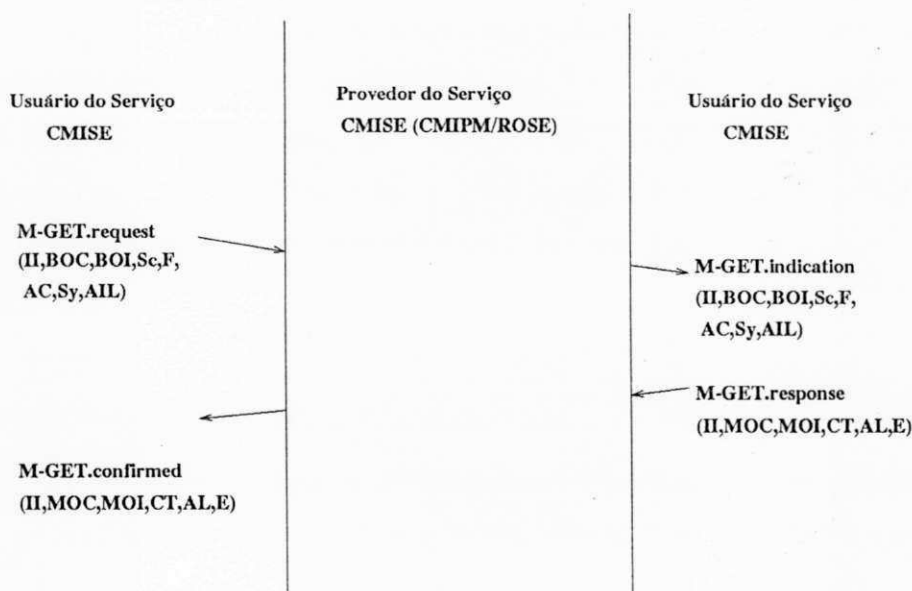 Usuário do Serviço
CMISE
Provedor do Serviço
CMISE (CMIPM/ROSE)
Usuário do Serviço
CMISE
M-GET.request
(II,BOC,BOI,Sc,F,
AC,Sy,AIL)
M-GET.indication
(II,BOC,BOI,Sc,F,
AC,Sy,AIL)
M-GET.response
(II,MOC,MOI,CT,AL,E)
M-GET.confirmed
(II,MOC,MOI,CT,AL,E)